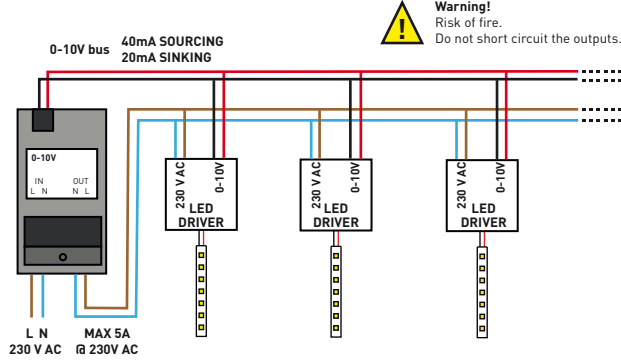 Warning!
Risk of fire.
Do not short circuit the outputs.
!
0-10V bus
40mA SOURCING
20mA SINKING
0-10V
IN OUT
L N N L
230 V AC
0-10V
LED
DRIVER
230 V AC
0-10V
LED
DRIVER
230 V AC
0-10V
LED
DRIVER
L N
230 V AC
MAX 5A
@ 230V AC